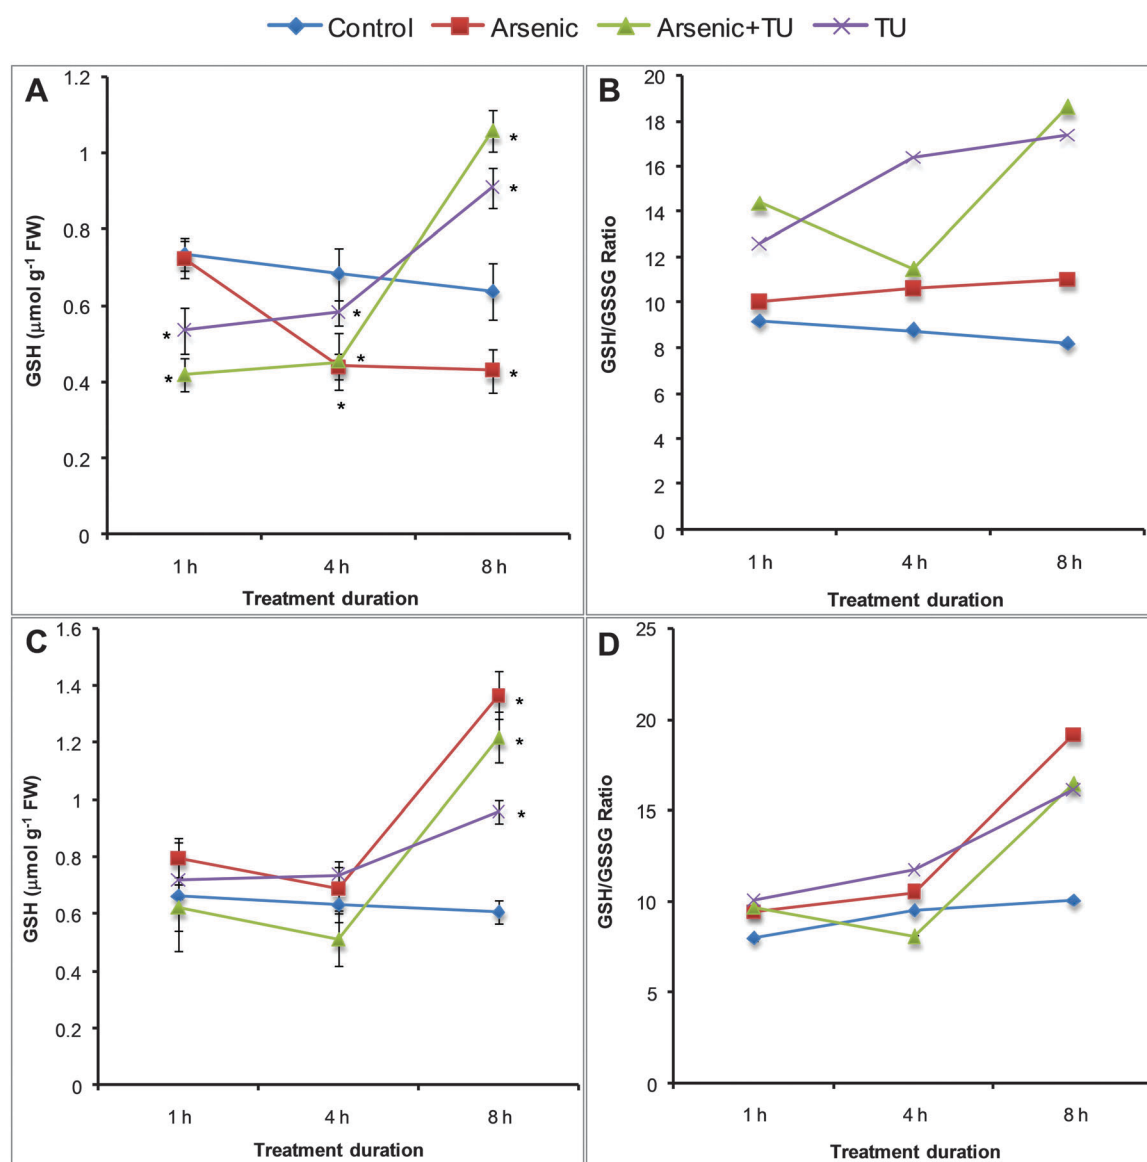 Control Arsenic Arsenic+TU TU
A
1.2
1
0.8
0.6
0.4
0.2
0
GSH (μmol g⁻¹ FW)
*
*
*
*
*
*
*
*
1 h 4 h 8 h
Treatment duration
B
20
18
16
14
12
10
8
6
4
2
0
GSH/GSSG Ratio
1 h 4 h 8 h
Treatment duration
C
1.6
1.4
1.2
1
0.8
0.6
0.4
0.2
0
GSH (μmol g⁻¹ FW)
*
*
*
1 h 4 h 8 h
Treatment duration
D
25
20
15
10
5
0
GSH/GSSG Ratio
1 h 4 h 8 h
Treatment duration